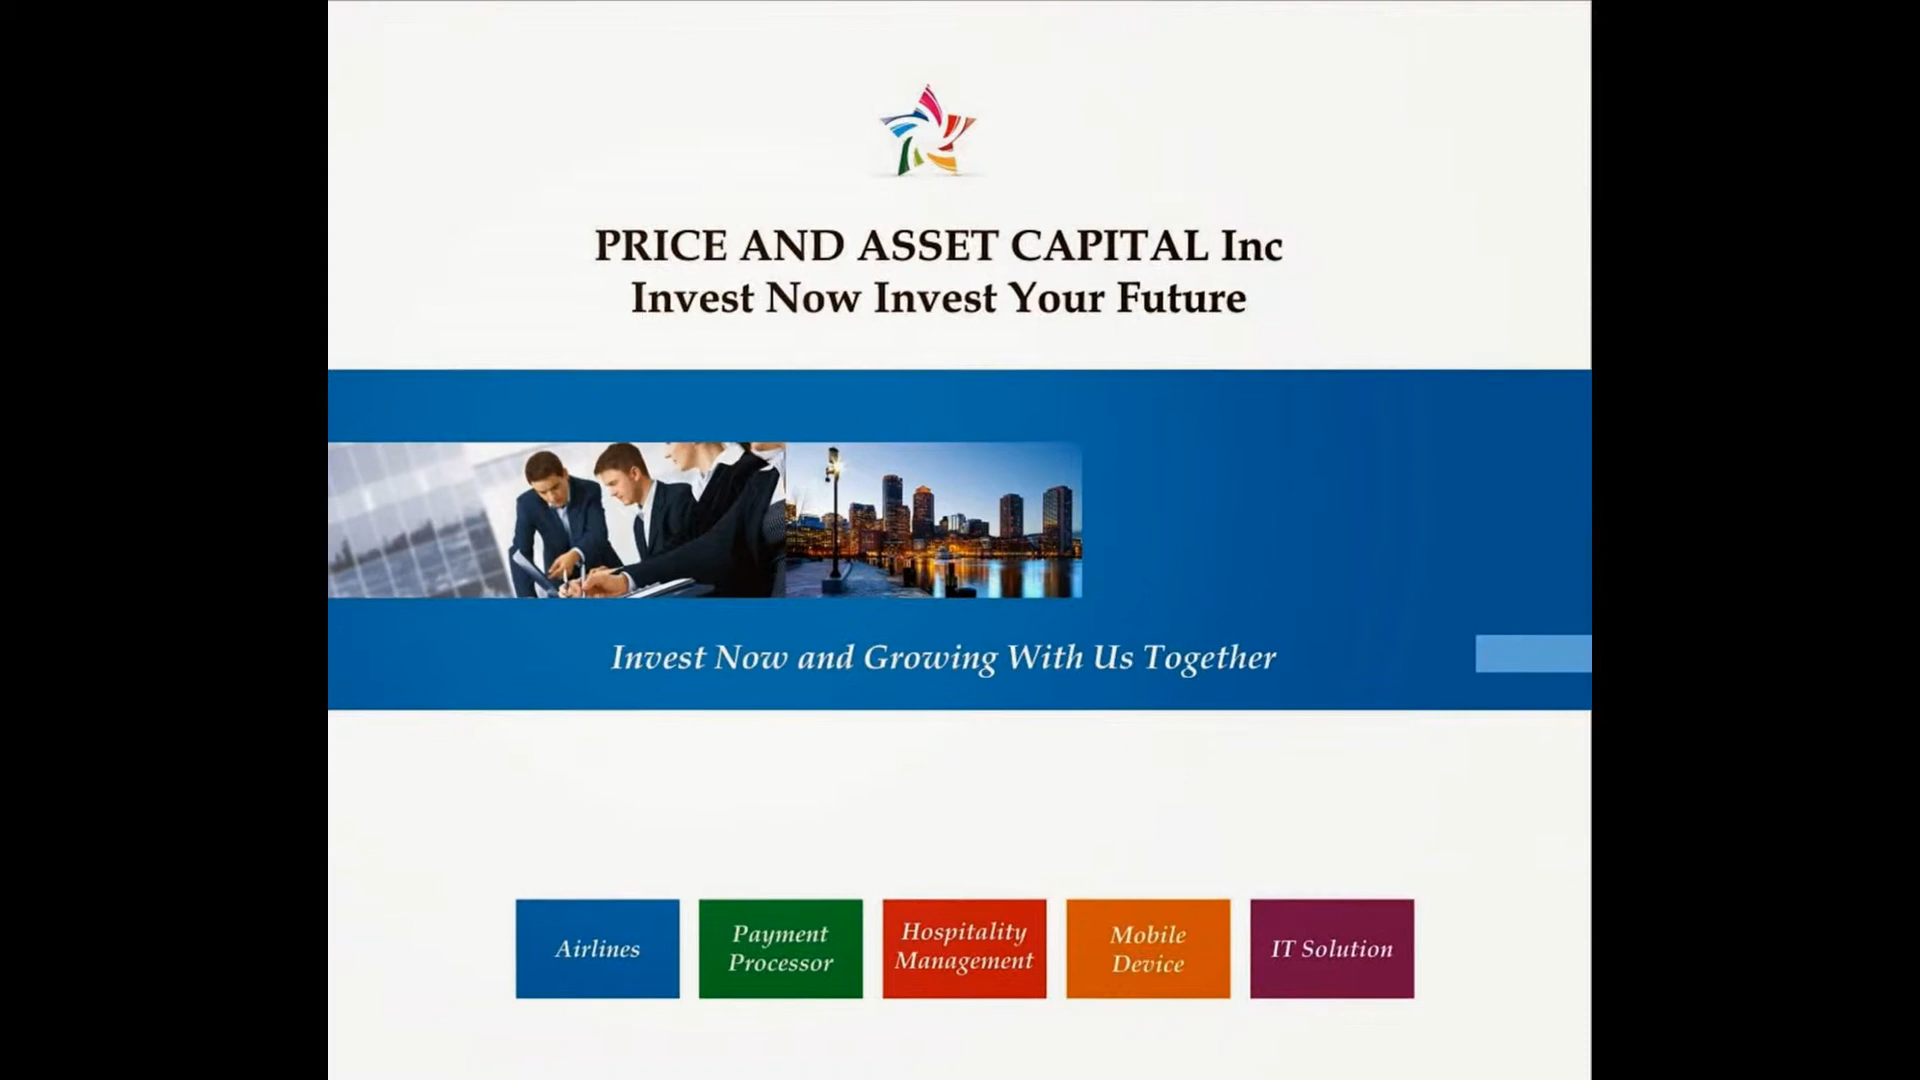 PRICE AND ASSET CAPITAL Inc
Invest Now Invest Your Future
Invest Now and Growing With Us Together
Airlines
Payment
Processor
Hospitality
Management
Mobile
Device
IT Solution